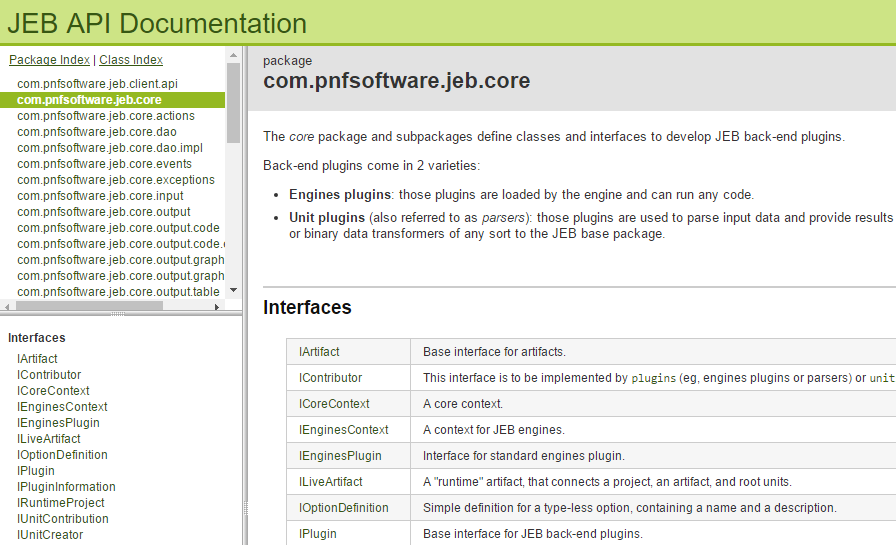 JEB API Documentation
Package Index | Class Index
com.pnfsoftware.jeb.client.api
com.pnfsoftware.jeb.core
com.pnfsoftware.jeb.core.actions
com.pnfsoftware.jeb.core.dao
com.pnfsoftware.jeb.core.dao.impl
com.pnfsoftware.jeb.core.events
com.pnfsoftware.jeb.core.exceptions
com.pnfsoftware.jeb.core.input
com.pnfsoftware.jeb.core.output
com.pnfsoftware.jeb.core.output.code
com.pnfsoftware.jeb.core.output.code.
com.pnfsoftware.jeb.core.output.graph
com.pnfsoftware.jeb.core.output.graph
com.pnfsoftware.jeb.core.output.table
Interfaces
IArtifact
IContributor
ICoreContext
IEnginesContext
IEnginesPlugin
ILiveArtifact
IOptionDefinition
IPlugin
IPluginInformation
IRuntimeProject
IUnitContribution
IUnitCreator
package
com.pnfsoftware.jeb.core
The core package and subpackages define classes and interfaces to develop JEB back-end plugins.
Back-end plugins come in 2 varieties:
• Engines plugins: those plugins are loaded by the engine and can run any code.
• Unit plugins (also referred to as parsers): those plugins are used to parse input data and provide results
or binary data transformers of any sort to the JEB base package.
Interfaces
IArtifact Base interface for artifacts.
IContributor This interface is to be implemented by plugins (eg, engines plugins or parsers) or unit
ICoreContext A core context.
IEnginesContext A context for JEB engines.
IEnginesPlugin Interface for standard engines plugin.
ILiveArtifact A "runtime" artifact, that connects a project, an artifact, and root units.
IOptionDefinition Simple definition for a type-less option, containing a name and a description.
IPlugin Base interface for JEB back-end plugins.